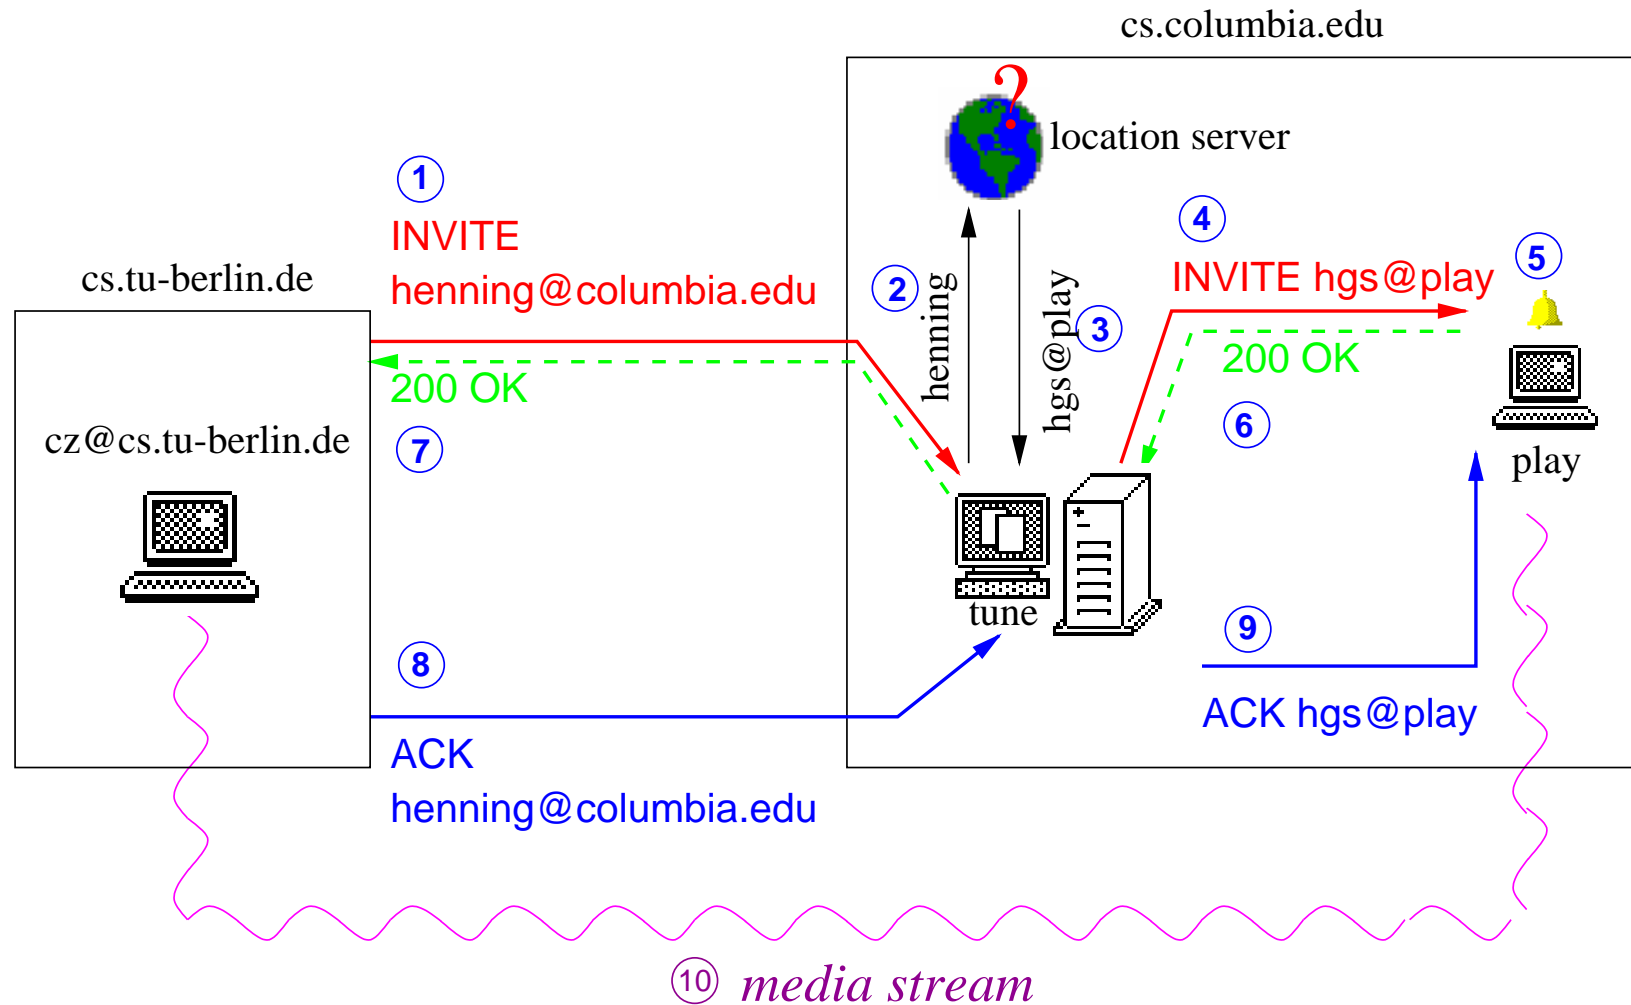 cs.columbia.edu
?
location server
1
INVITE
henning@columbia.edu
4
INVITE hgs@play
5
2
henning
hgs@play
3
cs.tu-berlin.de
200 OK
200 OK
7
6
cz@cs.tu-berlin.de
play
tune
8
9
ACK
henning@columbia.edu
ACK hgs@play
10 media stream